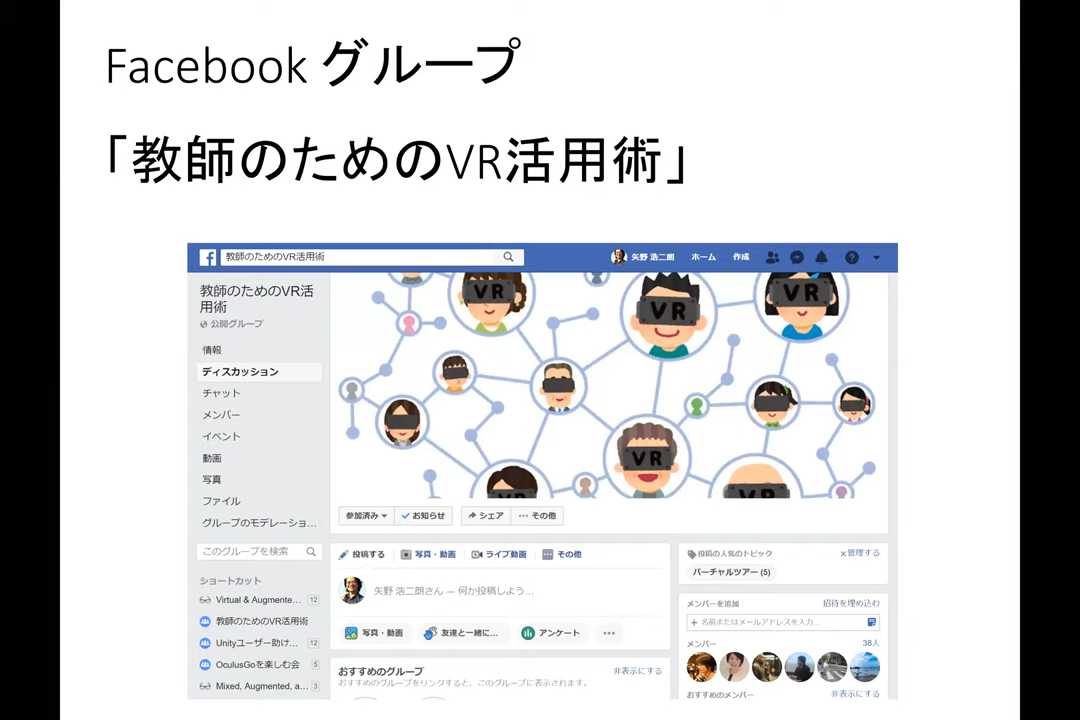 Facebook グループ
「教師のためのVR活用術」
教師のためのVR活用術
矢野 浩二朗
ホーム
作成
教師のためのVR活
用術
公開グループ
情報
ディスカッション
チャット
メンバー
イベント
動画
写真
ファイル
グループのモデレーショ...
このグループを検索
ショートカット
Virtual & Augmente... 12
教師のためのVR活用術
Unityユーザー助け... 12
OculusGoを楽しむ会 5
Mixed, Augmented, a... 3
VR
VR
VR
VR
VR
VR
参加済み
お知らせ
シェア
その他
投稿する
写真・動画
ライブ動画
その他
矢野 浩二朗さん — 何か投稿しよう...
写真・動画
友達と一緒に...
アンケート
おすすめグループ
非表示にする
おすすめのグループをリンクすると、このグループに表示されます。
投稿の人気のトピック
管理する
バーチャルツアー (5)
メンバーを追加
招待を埋め込む
+ 名前またはメールアドレスを入力...
メンバー
38人
おすすめのメンバー
非表示にする